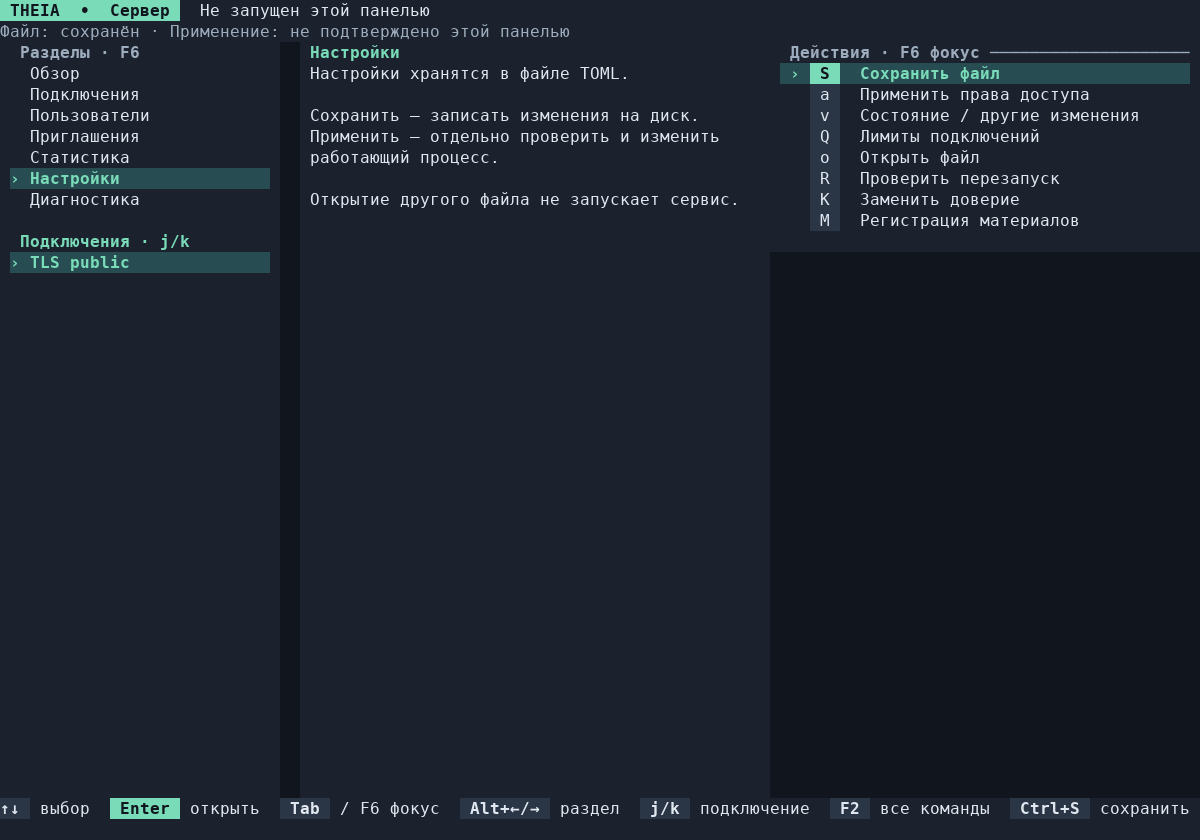 THEIA • Сервер Не запущен этой панелью
Файл: сохранён · Применение: не подтверждено этой панелью
Разделы · F6
Обзор
Подключения
Пользователи
Приглашения
Статистика
› Настройки
Диагностика
Подключения · j/k
› TLS public
Настройки
Настройки хранятся в файле TOML.
Сохранить — записать изменения на диск.
Применить — отдельно проверить и изменить
работающий процесс.
Открытие другого файла не запускает сервис.
Действия · F6 фокус
› S Сохранить файл
a Применить права доступа
v Состояние / другие изменения
Q Лимиты подключений
o Открыть файл
R Проверить перезапуск
K Заменить доверие
M Регистрация материалов
↑↓ выбор Enter открыть Tab / F6 фокус Alt+←/→ раздел j/k подключение F2 все команды Ctrl+S сохранить